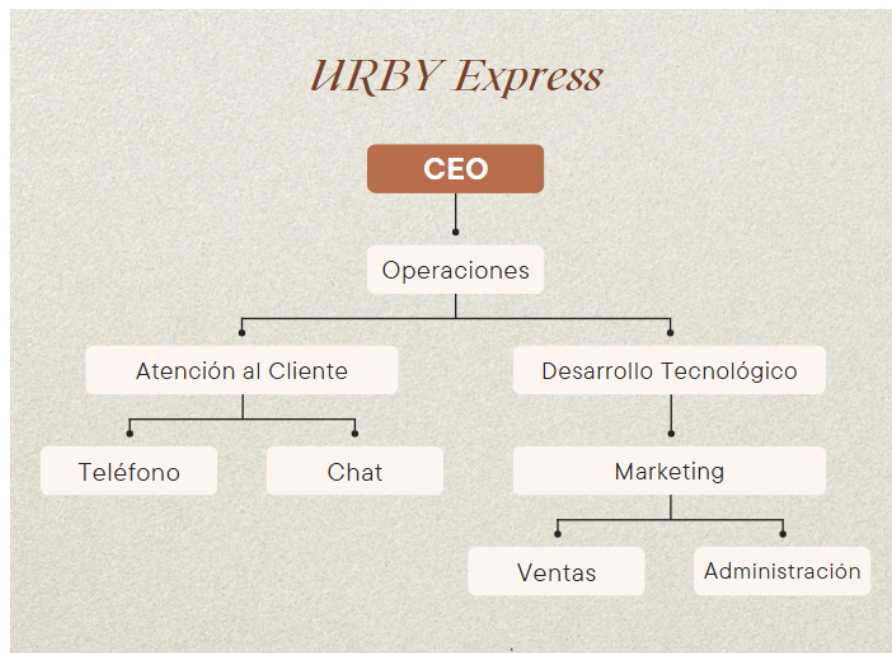 URBY Express
CEO
Operaciones
Atención al Cliente
Desarrollo Tecnológico
Teléfono
Chat
Marketing
Ventas
Administración